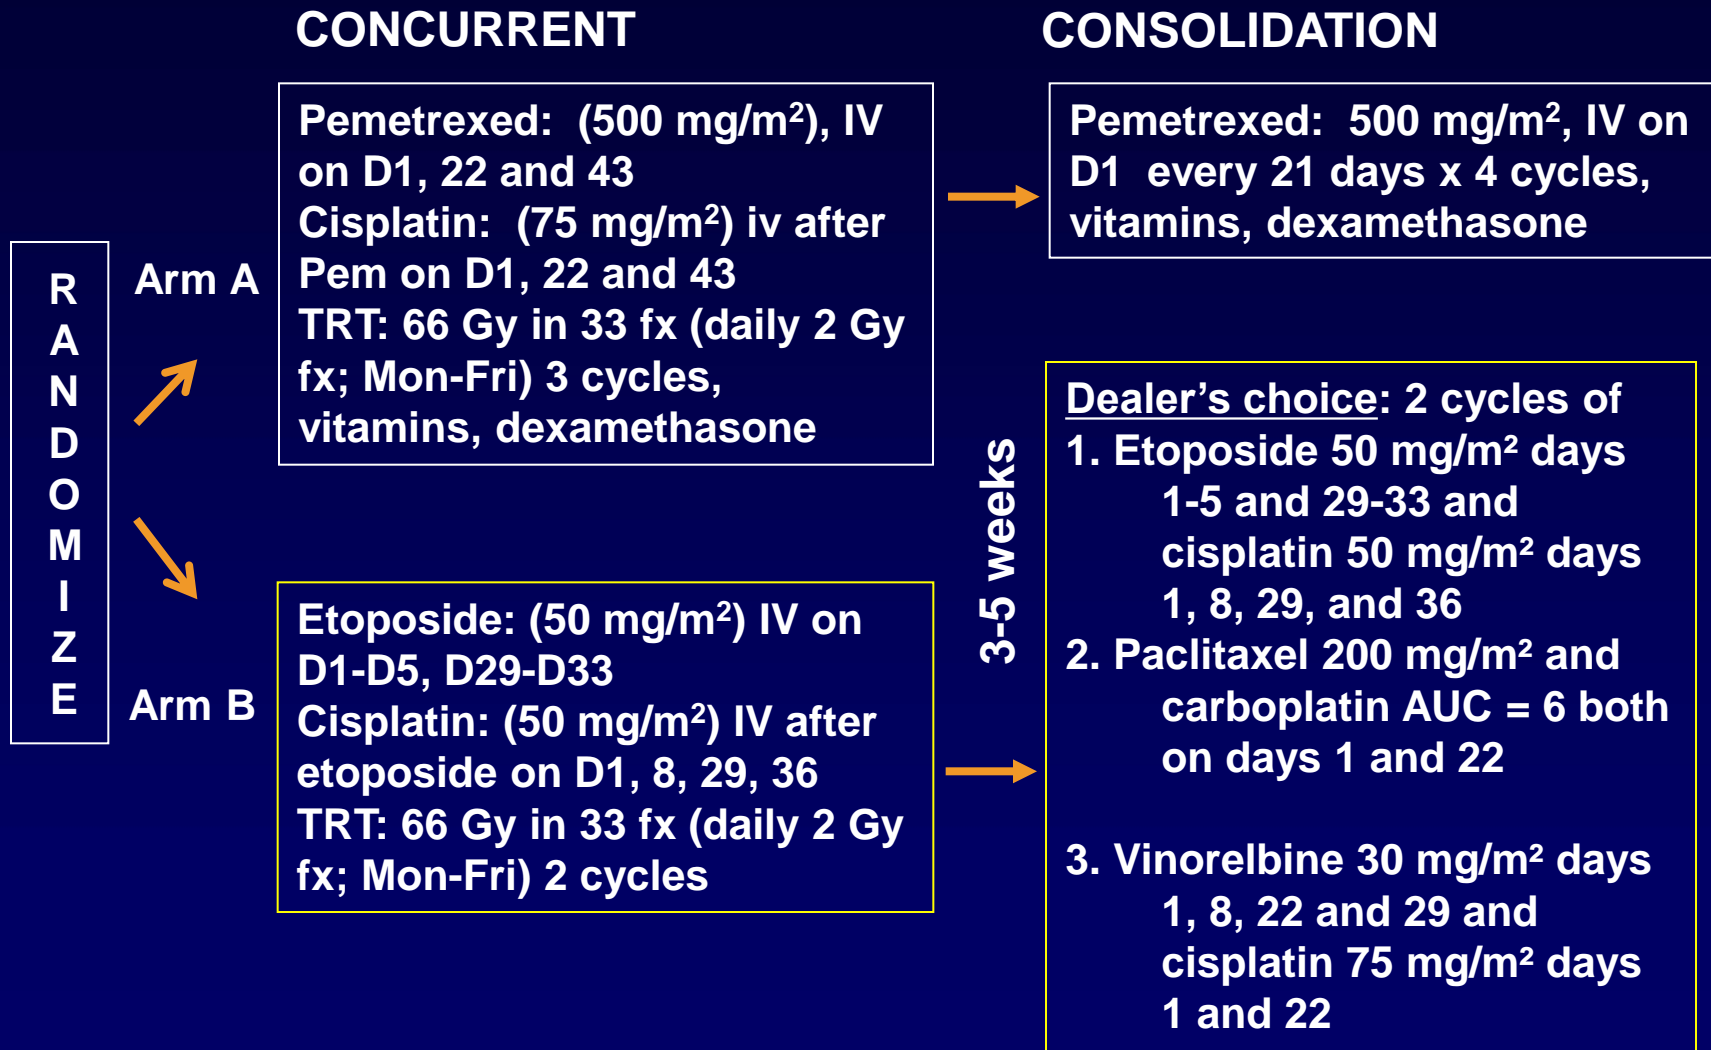 CONCURRENT
CONSOLIDATION
R
A
N
D
O
M
I
Z
E
Arm A
Pemetrexed: (500 mg/m²), IV
on D1, 22 and 43
Cisplatin: (75 mg/m²) iv after
Pem on D1, 22 and 43
TRT: 66 Gy in 33 fx (daily 2 Gy
fx; Mon-Fri) 3 cycles,
vitamins, dexamethasone
Pemetrexed: 500 mg/m², IV on
D1 every 21 days x 4 cycles,
vitamins, dexamethasone
Arm B
Etoposide: (50 mg/m²) IV on
D1-D5, D29-D33
Cisplatin: (50 mg/m²) IV after
etoposide on D1, 8, 29, 36
TRT: 66 Gy in 33 fx (daily 2 Gy
fx; Mon-Fri) 2 cycles
3-5 weeks
Dealer’s choice: 2 cycles of
1. Etoposide 50 mg/m² days
1-5 and 29-33 and
cisplatin 50 mg/m² days
1, 8, 29, and 36
2. Paclitaxel 200 mg/m² and
carboplatin AUC = 6 both
on days 1 and 22
3. Vinorelbine 30 mg/m² days
1, 8, 22 and 29 and
cisplatin 75 mg/m² days
1 and 22